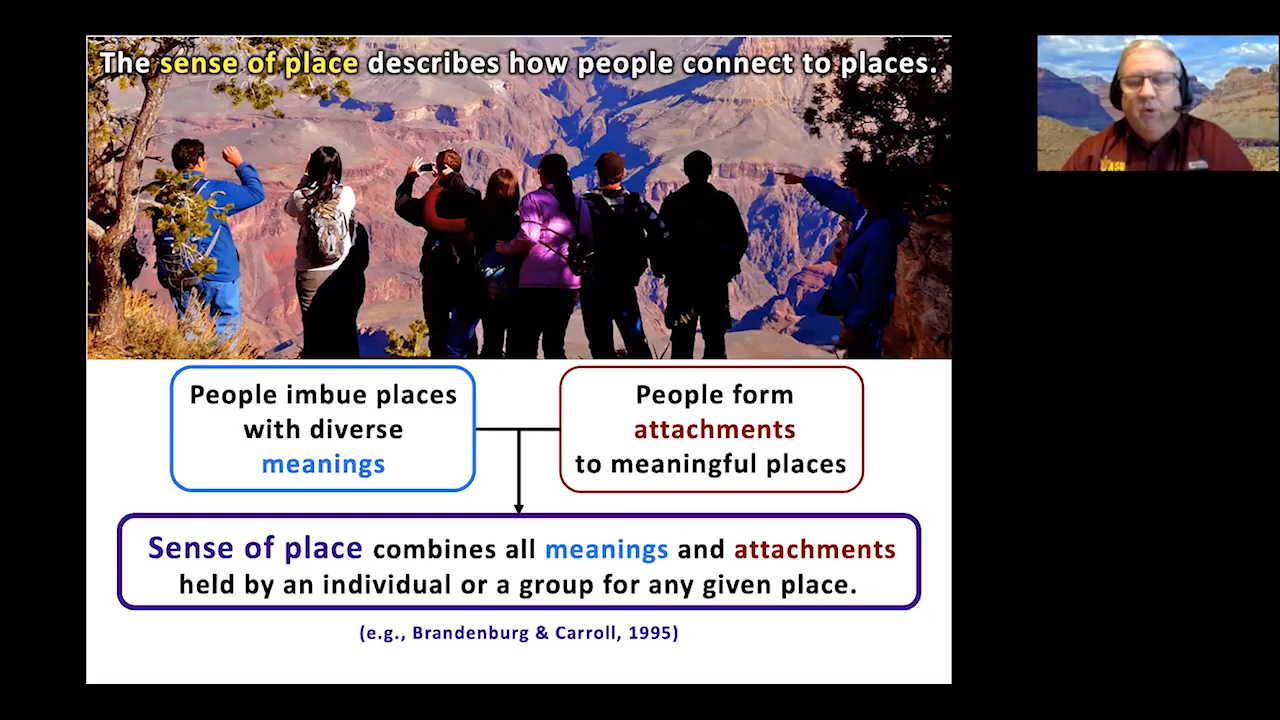 The sense of place describes how people connect to places.
People imbue places
with diverse
meanings
People form
attachments
to meaningful places
Sense of place combines all meanings and attachments
held by an individual or a group for any given place.
(e.g., Brandenburg & Carroll, 1995)
ASU